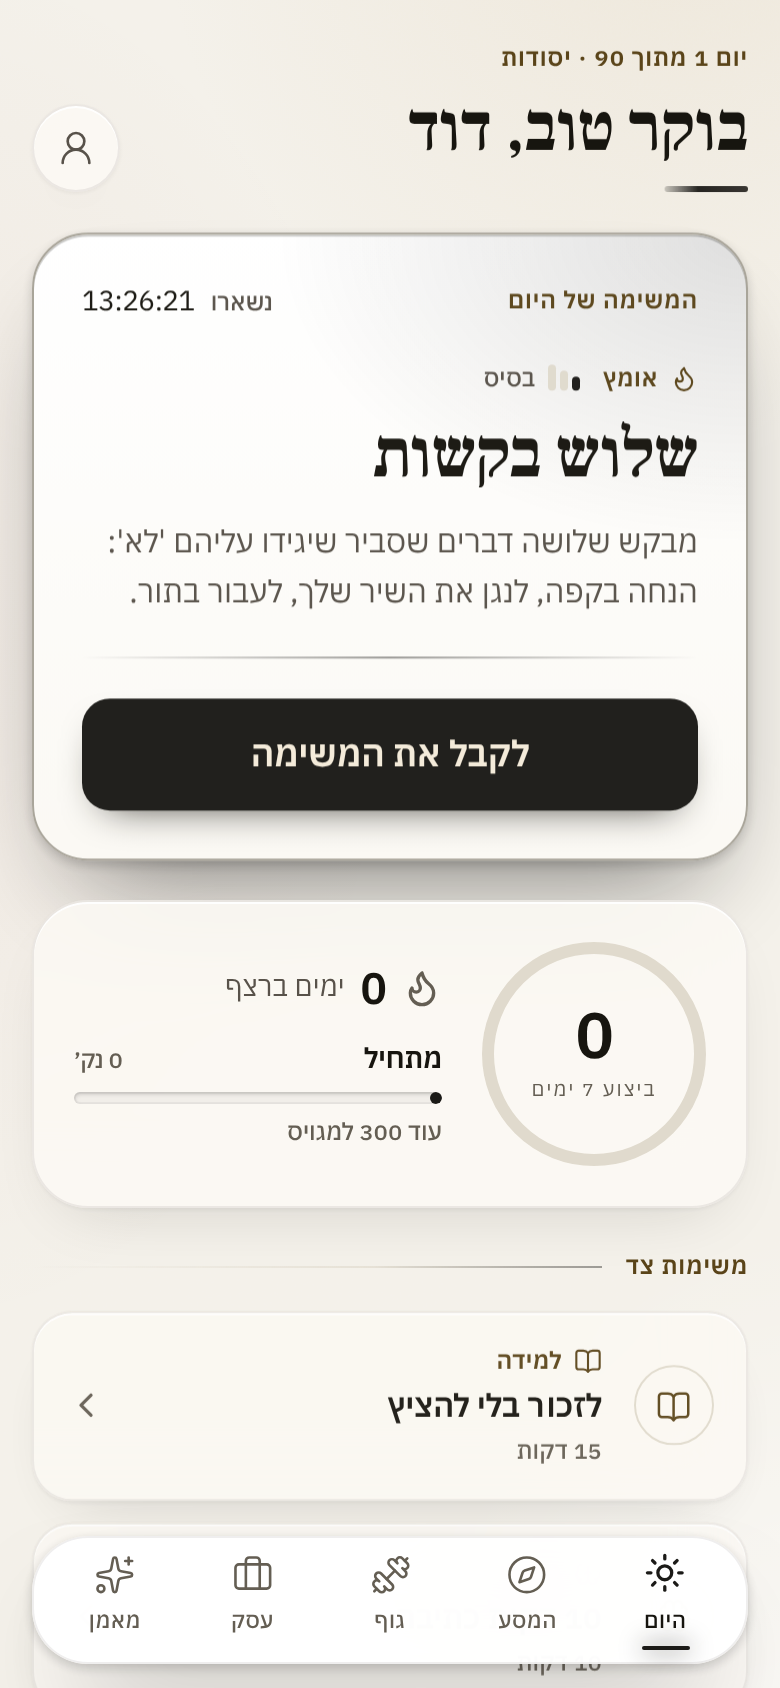 יום 1 מתוך 90 · יסודות
בוקר טוב, דוד
המשימה של היום
נשארו 13:26:21
אומץ
בסיס
שלוש בקשות
מבקש שלושה דברים שסביר שיגידו עליהם 'לא':
הנחה בקפה, לנגן את השיר שלך, לעבור בתור.
לקבל את המשימה
0
ביצוע 7 ימים
0 ימים ברצף
מתחיל
0 נק׳
עוד 300 למגויס
משימות צד
למידה
לזכור בלי להציץ
15 דקות
היום
המסע
גוף
עסק
מאמן
10 דקות